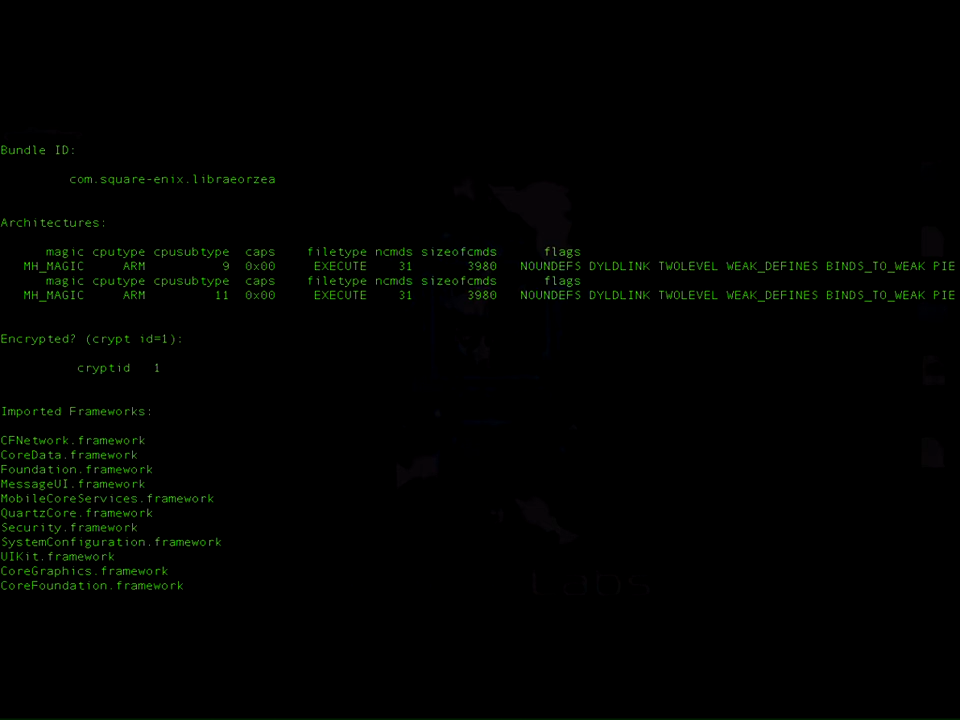 Bundle ID:
com.square-enix.libraeorzea
Architectures:
magic cputype cpusubtype caps filetype ncmds sizeofcmds flags
MH_MAGIC ARM 9 0x00 EXECUTE 31 3980 NOUNDEFS DYLDLINK TWOLEVEL WEAK_DEFINES BINDS_TO_WEAK PIE
magic cputype cpusubtype caps filetype ncmds sizeofcmds flags
MH_MAGIC ARM 11 0x00 EXECUTE 31 3980 NOUNDEFS DYLDLINK TWOLEVEL WEAK_DEFINES BINDS_TO_WEAK PIE
Encrypted? (crypt id=1):
cryptid 1
Imported Frameworks:
CFNetwork.framework
CoreData.framework
Foundation.framework
MessageUI.framework
MobileCoreServices.framework
QuartzCore.framework
Security.framework
SystemConfiguration.framework
UIKit.framework
CoreGraphics.framework
CoreFoundation.framework
Labs